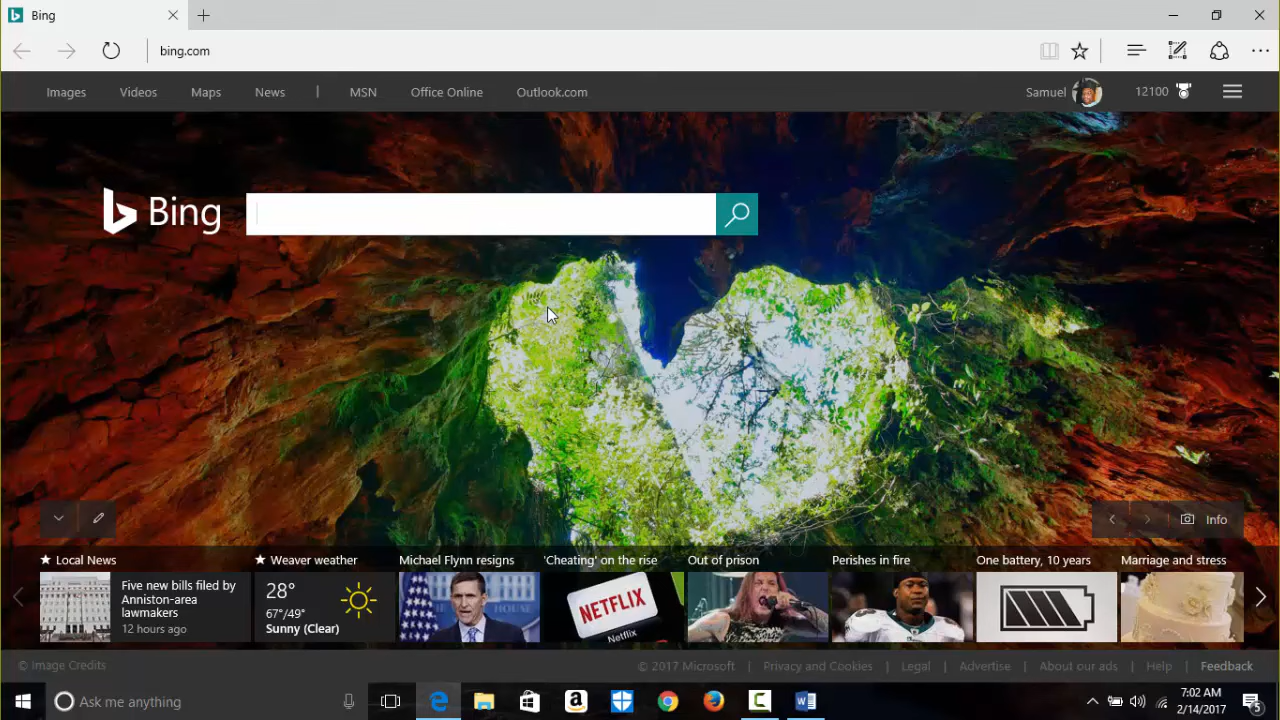 Bing
bing.com
Images Videos Maps News | MSN Office Online Outlook.com Samuel 12100
Bing
Info
Local News
Five new bills filed by
Anniston-area
lawmakers
12 hours ago
Weaver weather
28°
67°/49°
Sunny (Clear)
Michael Flynn resigns
'Cheating' on the rise
NETFLIX
Netflix
Out of prison
Perishes in fire
One battery, 10 years
Marriage and stress
© Image Credits
© 2017 Microsoft | Privacy and Cookies | Legal | Advertise | About our ads | Help | Feedback
Ask me anything
7:02 AM
2/14/2017
5